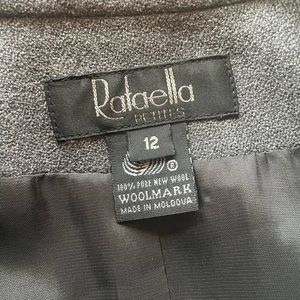 Rafaella
PETITES
12
®
100% PURE NEW WOOL
WOOLMARK
MADE IN MOLDOVA